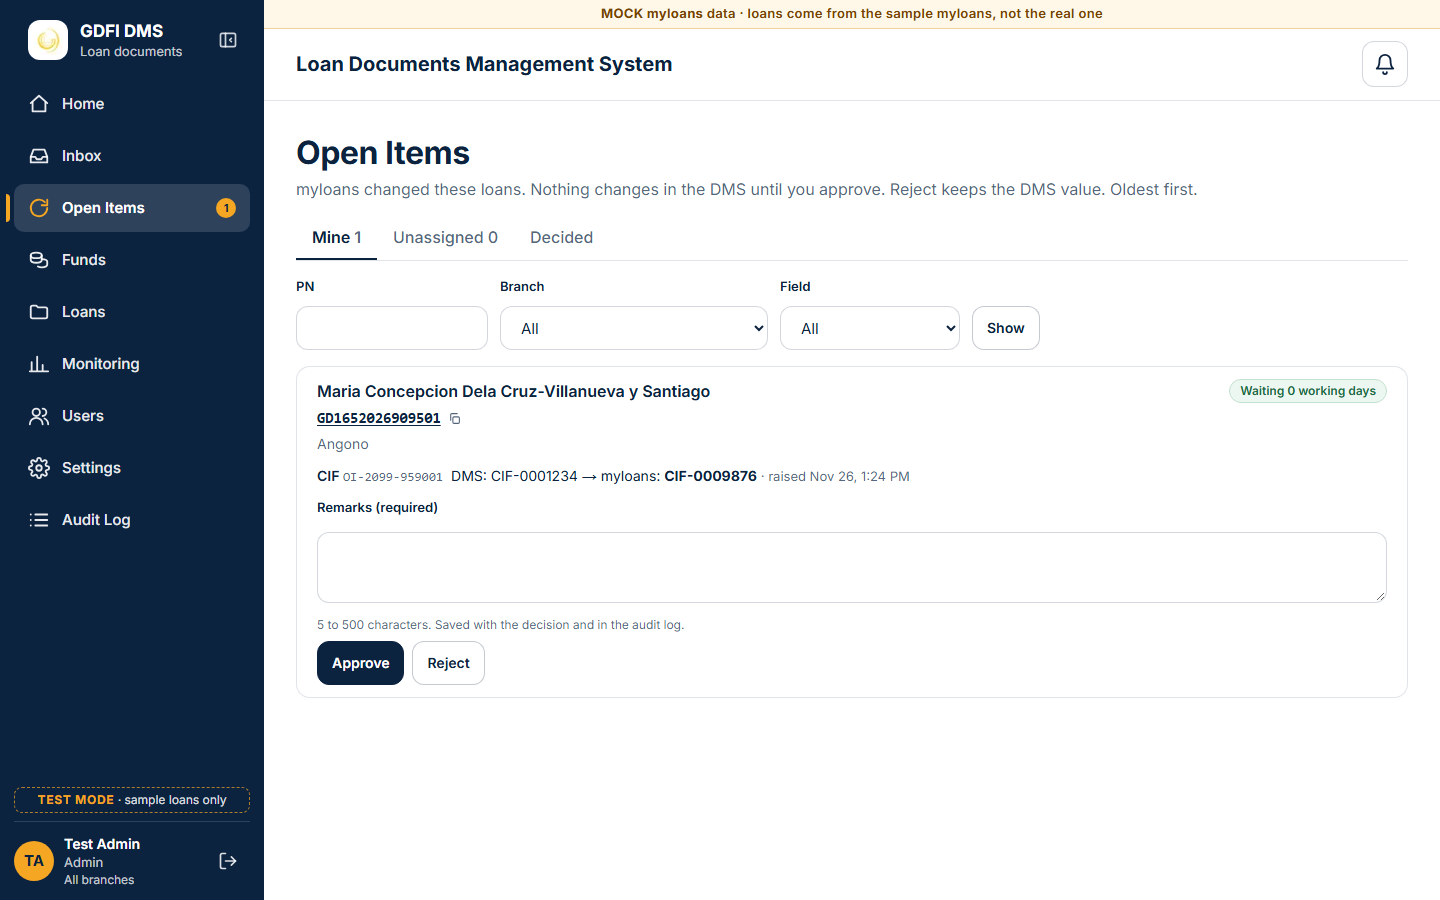 MOCK myloans data · loans come from the sample myloans, not the real one
GDFI DMS
Loan documents
Home
Inbox
Open Items 1
Funds
Loans
Monitoring
Users
Settings
Audit Log
TEST MODE · sample loans only
TA
Test Admin
Admin
All branches
Loan Documents Management System
Open Items
myloans changed these loans. Nothing changes in the DMS until you approve. Reject keeps the DMS value. Oldest first.
Mine 1 Unassigned 0 Decided
PN Branch Field
All All Show
Maria Concepcion Dela Cruz-Villanueva y Santiago Waiting 0 working days
GD1652026909501
Angono
CIF OI-2099-959001 DMS: CIF-0001234 → myloans: CIF-0009876 · raised Nov 26, 1:24 PM
Remarks (required)
5 to 500 characters. Saved with the decision and in the audit log.
Approve Reject